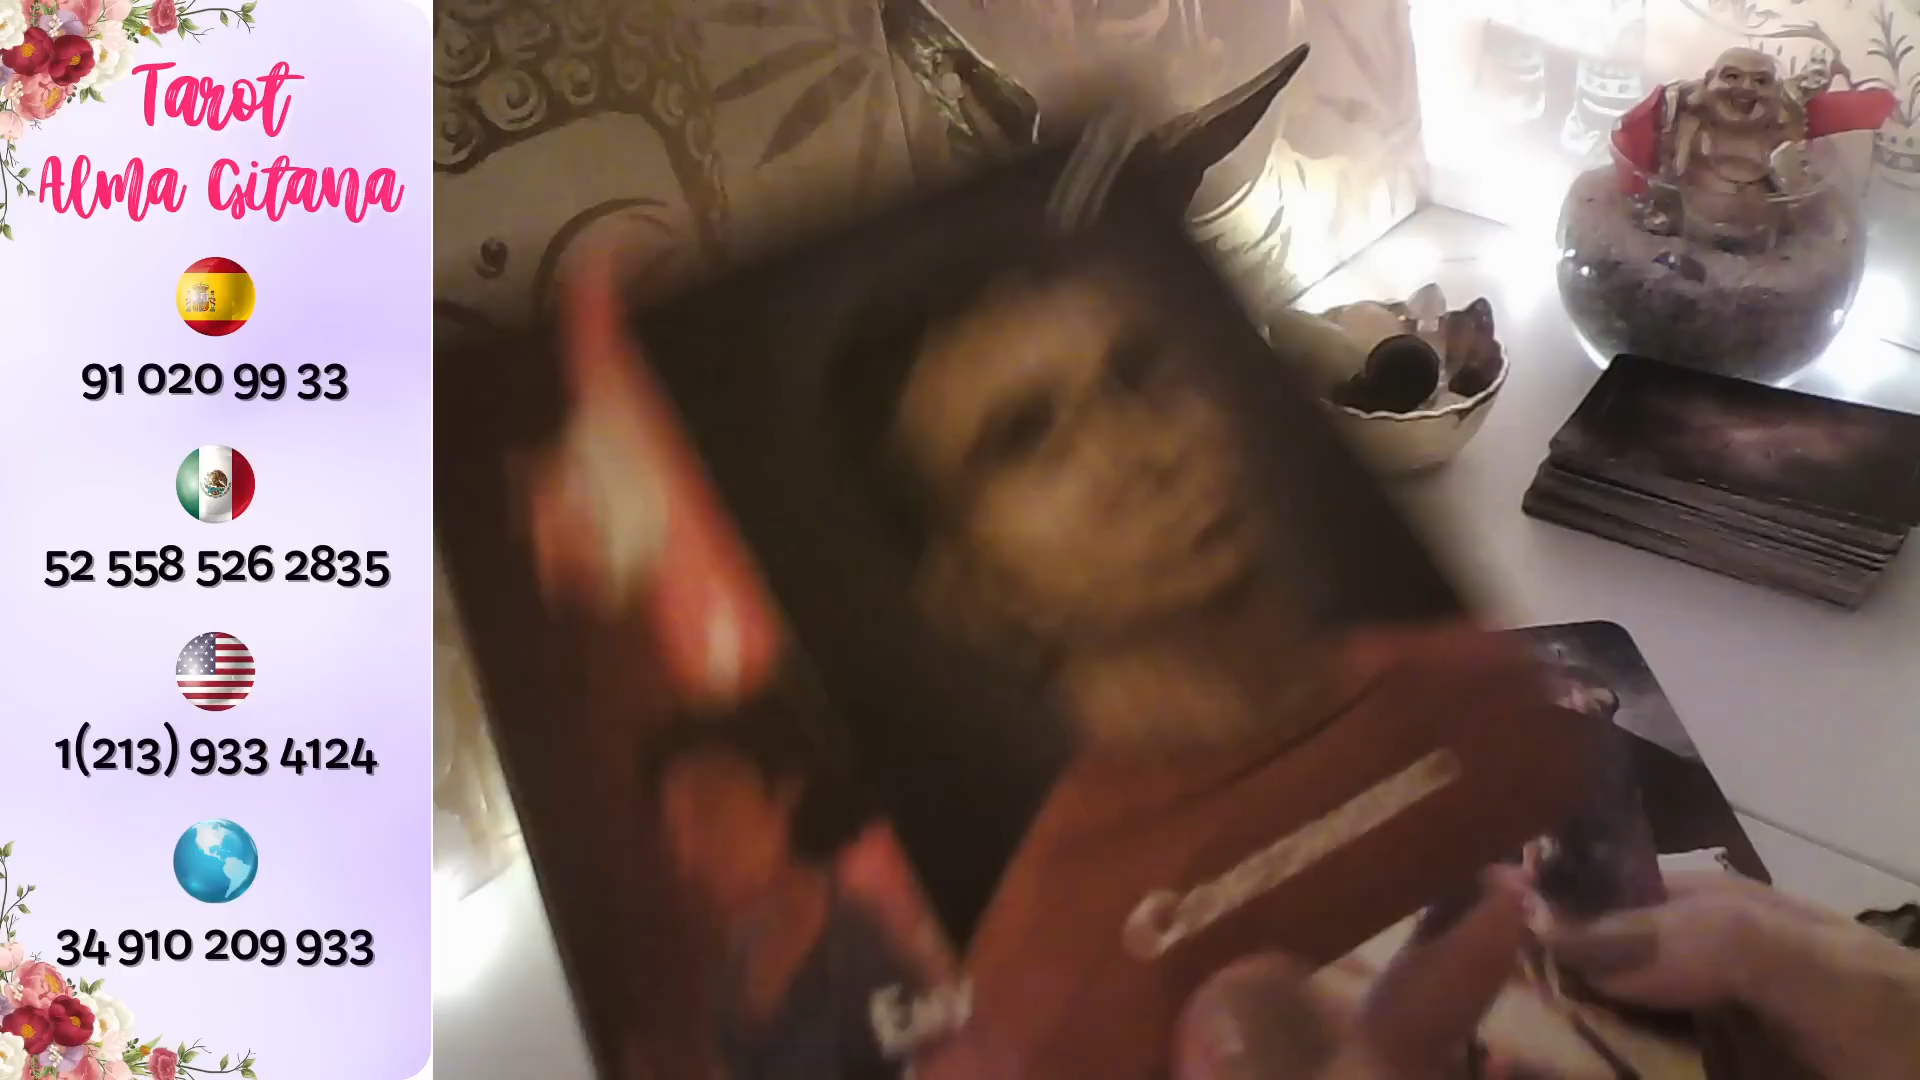 Tarot
Alma Gitana
91 020 99 33
52 558 526 2835
1(213) 933 4124
34 910 209 933